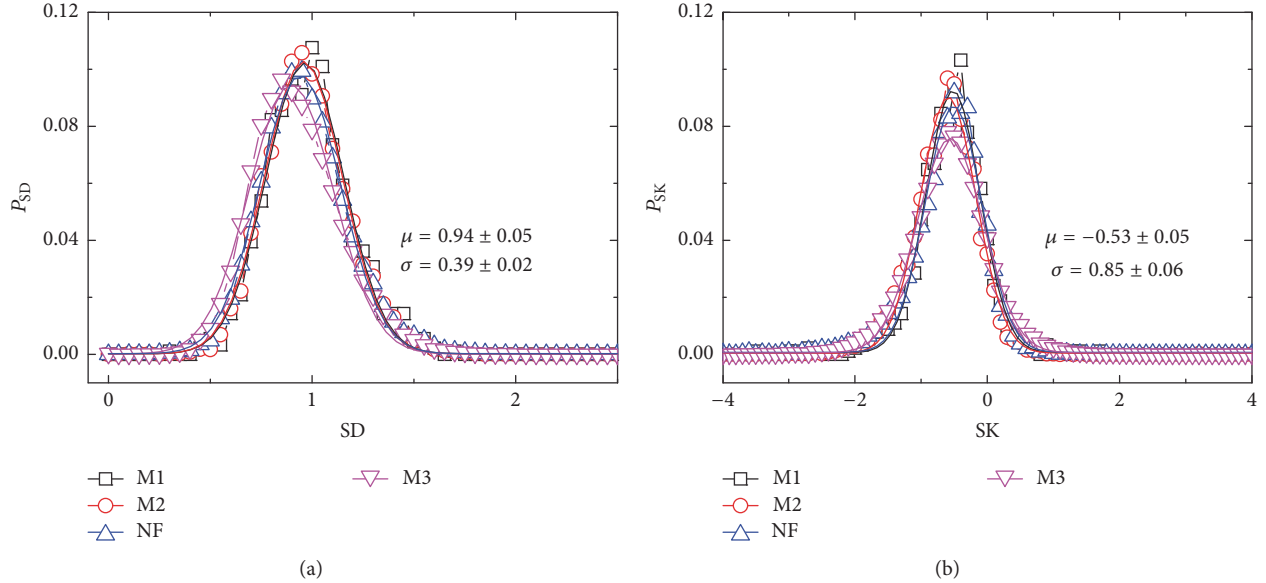 0.12
0.08
0.04
0.00
P_SD
0
1
2
SD
μ = 0.94 ± 0.05
σ = 0.39 ± 0.02
M1
M2
NF
M3
(a)
0.12
0.08
0.04
0.00
P_SK
−4
−2
0
2
4
SK
μ = −0.53 ± 0.05
σ = 0.85 ± 0.06
M1
M2
NF
M3
(b)